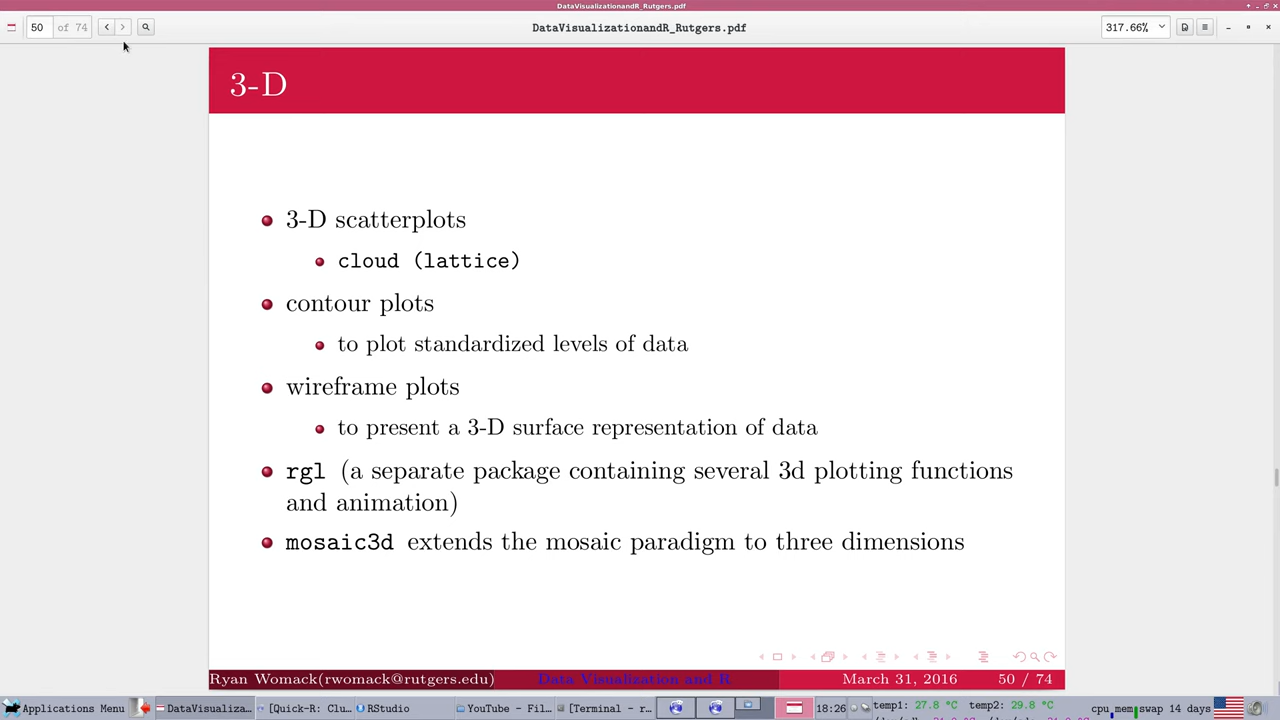 DataVisualizationandR_Rutgers.pdf
50 of 74
DataVisualizationandR_Rutgers.pdf
317.66%
3-D
3-D scatterplots
cloud (lattice)
contour plots
to plot standardized levels of data
wireframe plots
to present a 3-D surface representation of data
rgl (a separate package containing several 3d plotting functions
and animation)
mosaic3d extends the mosaic paradigm to three dimensions
Ryan Womack(rwomack@rutgers.edu) Data Visualization and R March 31, 2016 50 / 74
Applications Menu DataVisualiza... [Quick-R: Clu... RStudio YouTube - Fil... [Terminal - r... 18:26 temp1: 27.8 °C temp2: 29.8 °C cpu mem swap 14 days